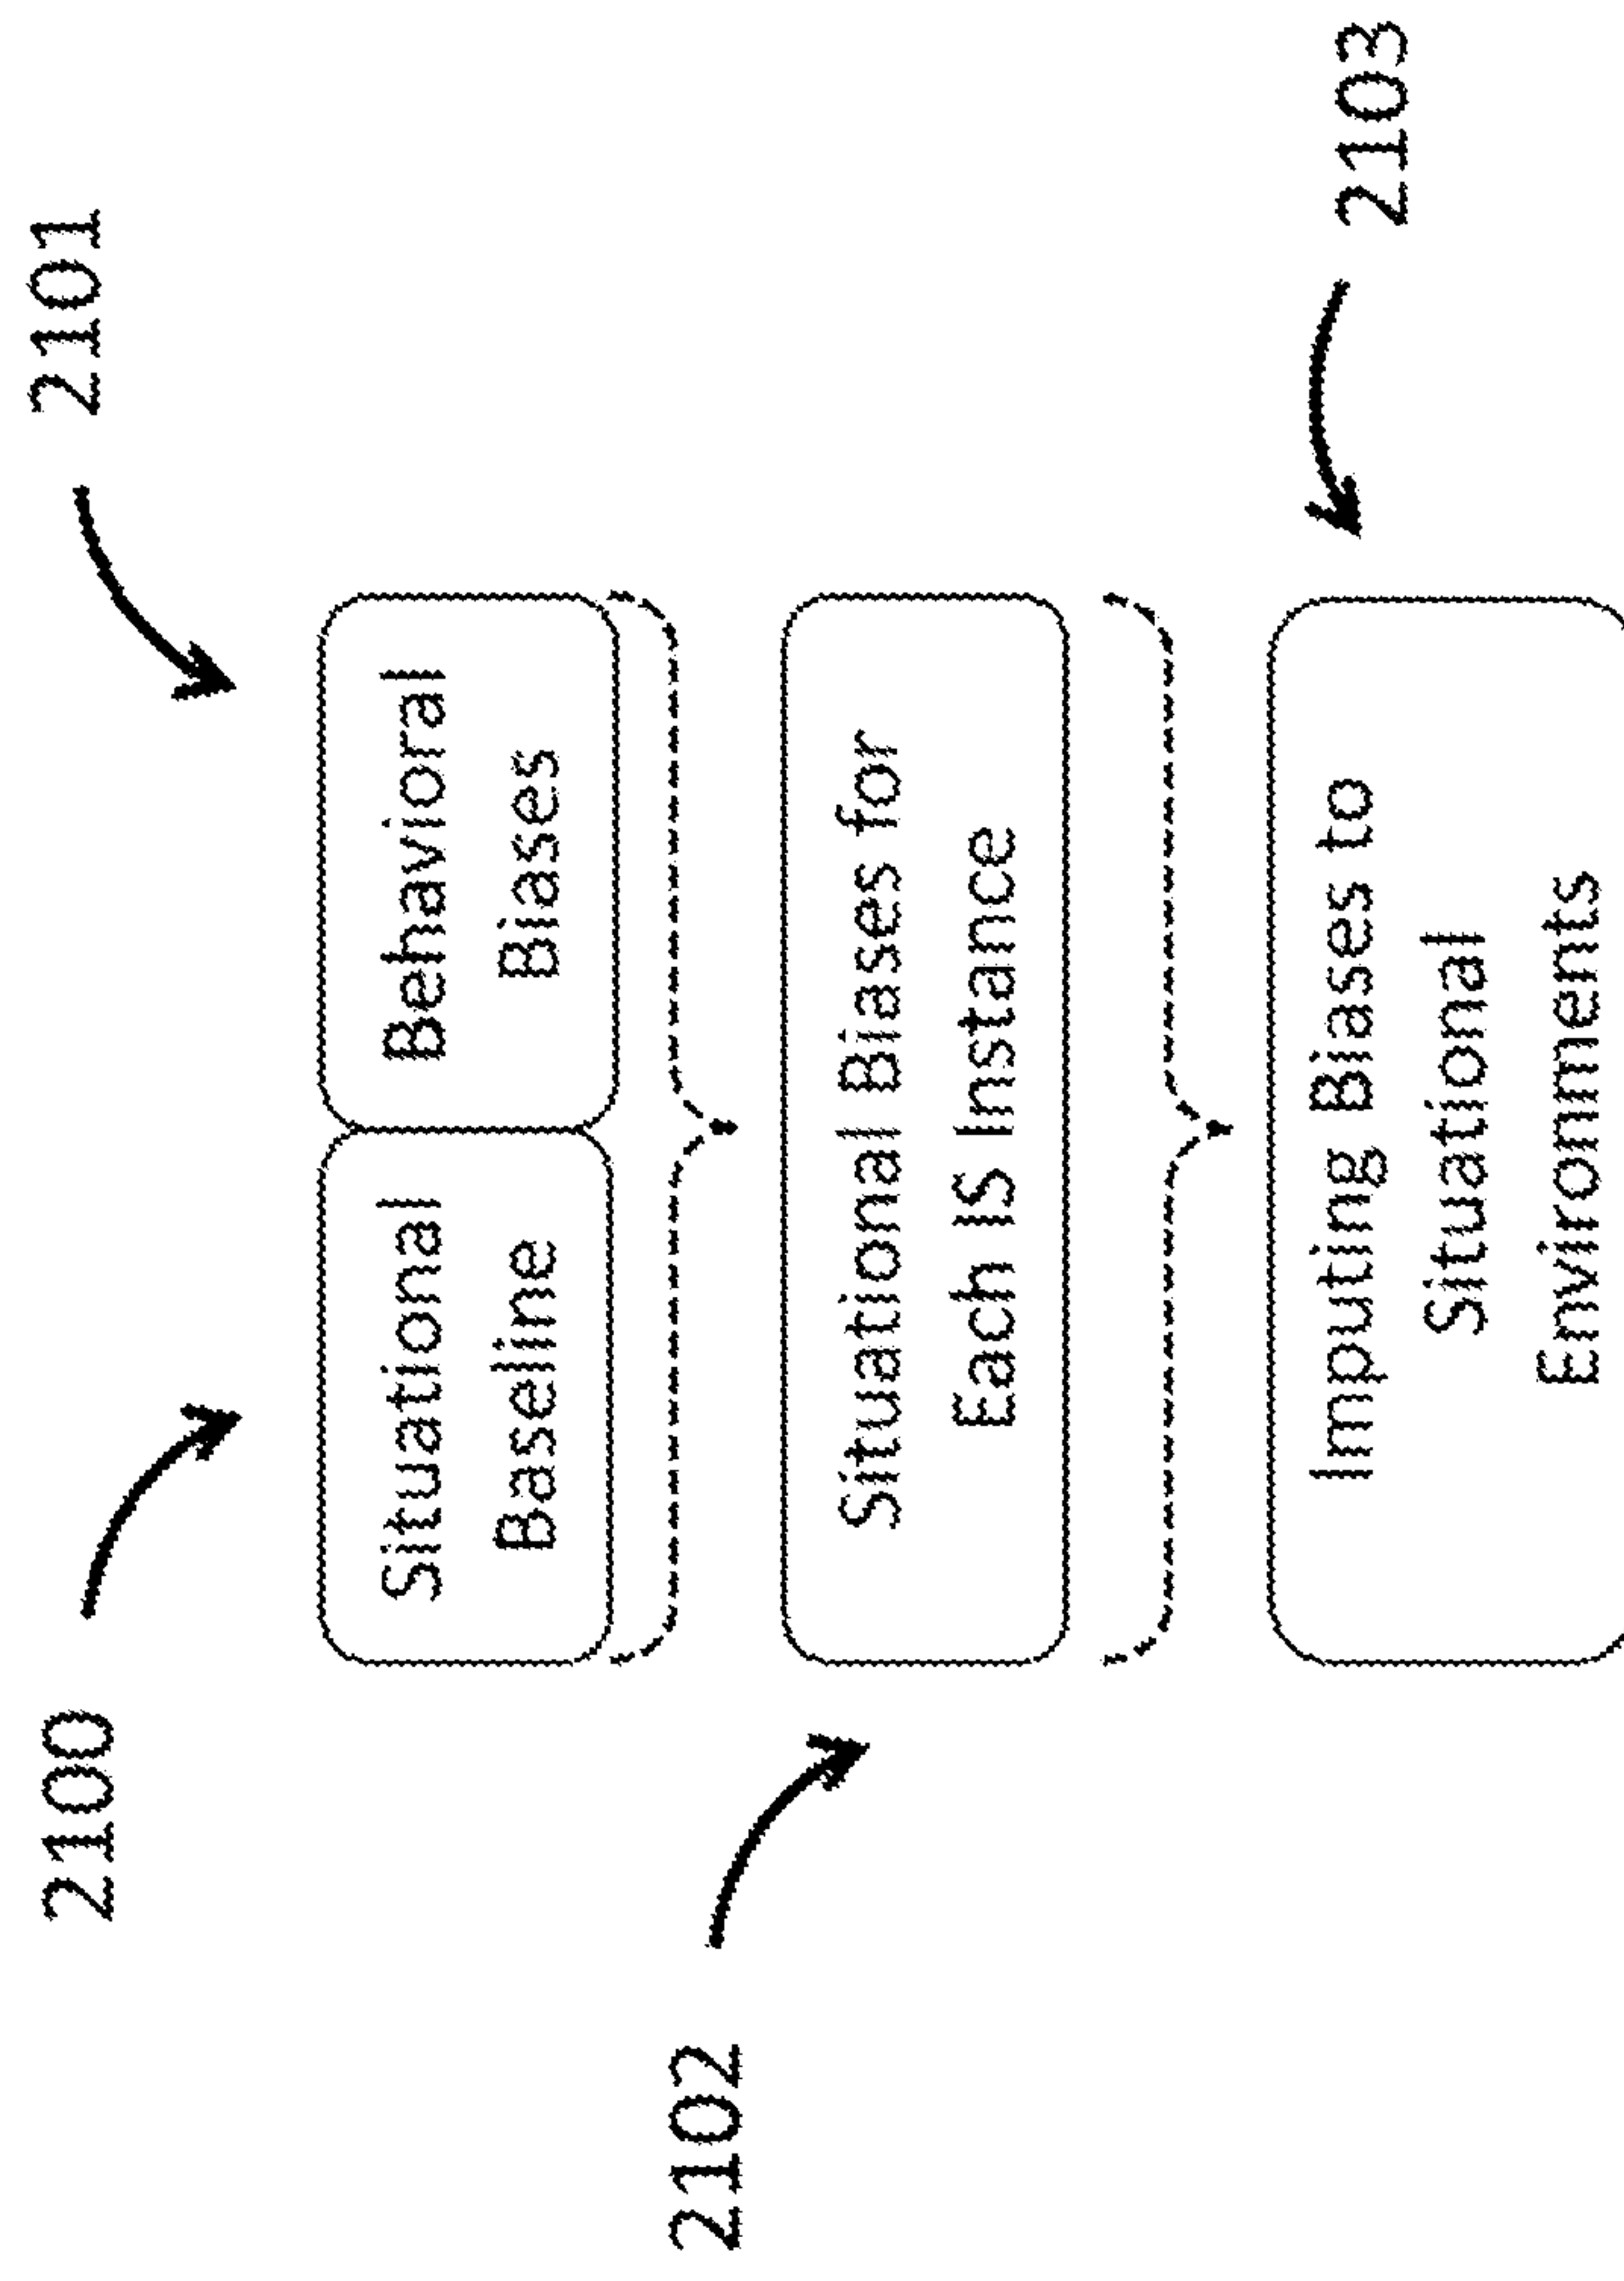 2100
2101
Situational
Baseline
Behavioral
Biases
2102
Situational Biases for
Each IS Instance
2103
Imputing Biases to
Situational
Environments